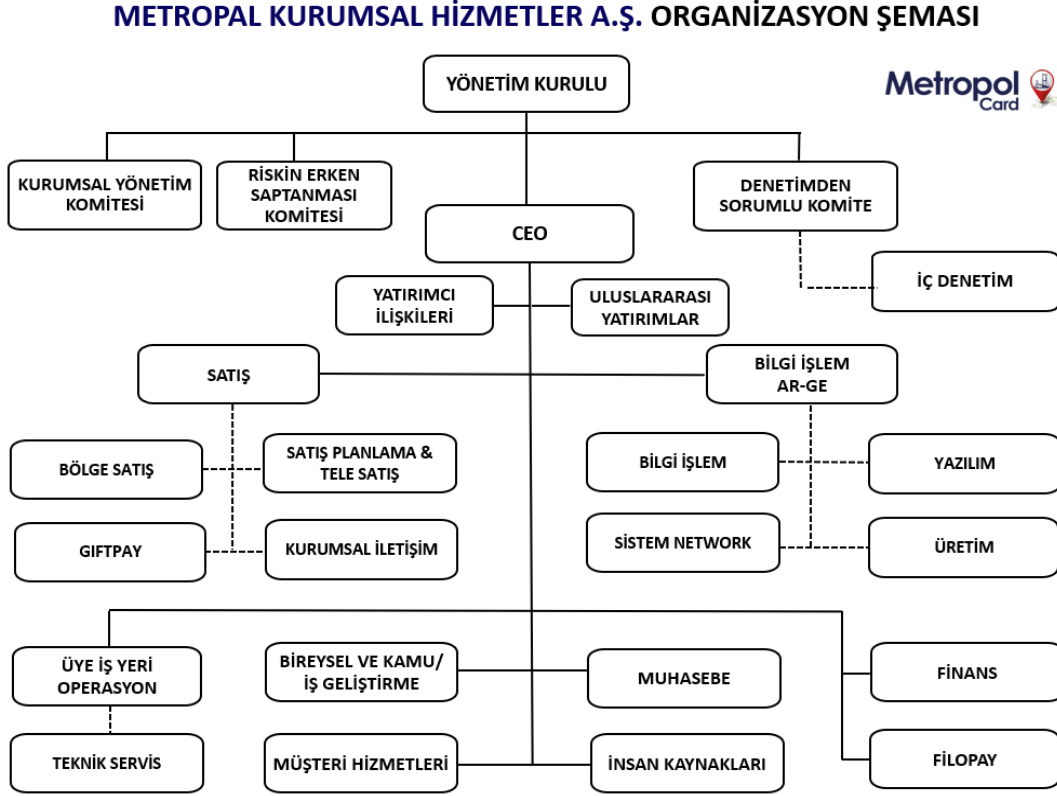 METROPAL KURUMSAL HİZMETLER A.Ş. ORGANİZASYON ŞEMASI
YÖNETİM KURULU
Metropol
Card
KURUMSAL YÖNETİM
KOMİTESİ
RİSKİN ERKEN
SAPTANMASI
KOMİTESİ
DENETİMDEN
SORUMLU KOMİTE
CEO
İÇ DENETİM
YATIRIMCI
İLİŞKİLERİ
ULUSLARARASI
YATIRIMLAR
SATIŞ
BİLGİ İŞLEM
AR-GE
BÖLGE SATIŞ
SATIŞ PLANLAMA &
TELE SATIŞ
BİLGİ İŞLEM
YAZILIM
GIFTPAY
KURUMSAL İLETİŞİM
SİSTEM NETWORK
ÜRETİM
ÜYE İŞ YERİ
OPERASYON
BİREYSEL VE KAMU/
İŞ GELİŞTİRME
MUHASEBE
FİNANS
TEKNİK SERVİS
MÜŞTERİ HİZMETLERİ
İNSAN KAYNAKLARI
FİLOPAY